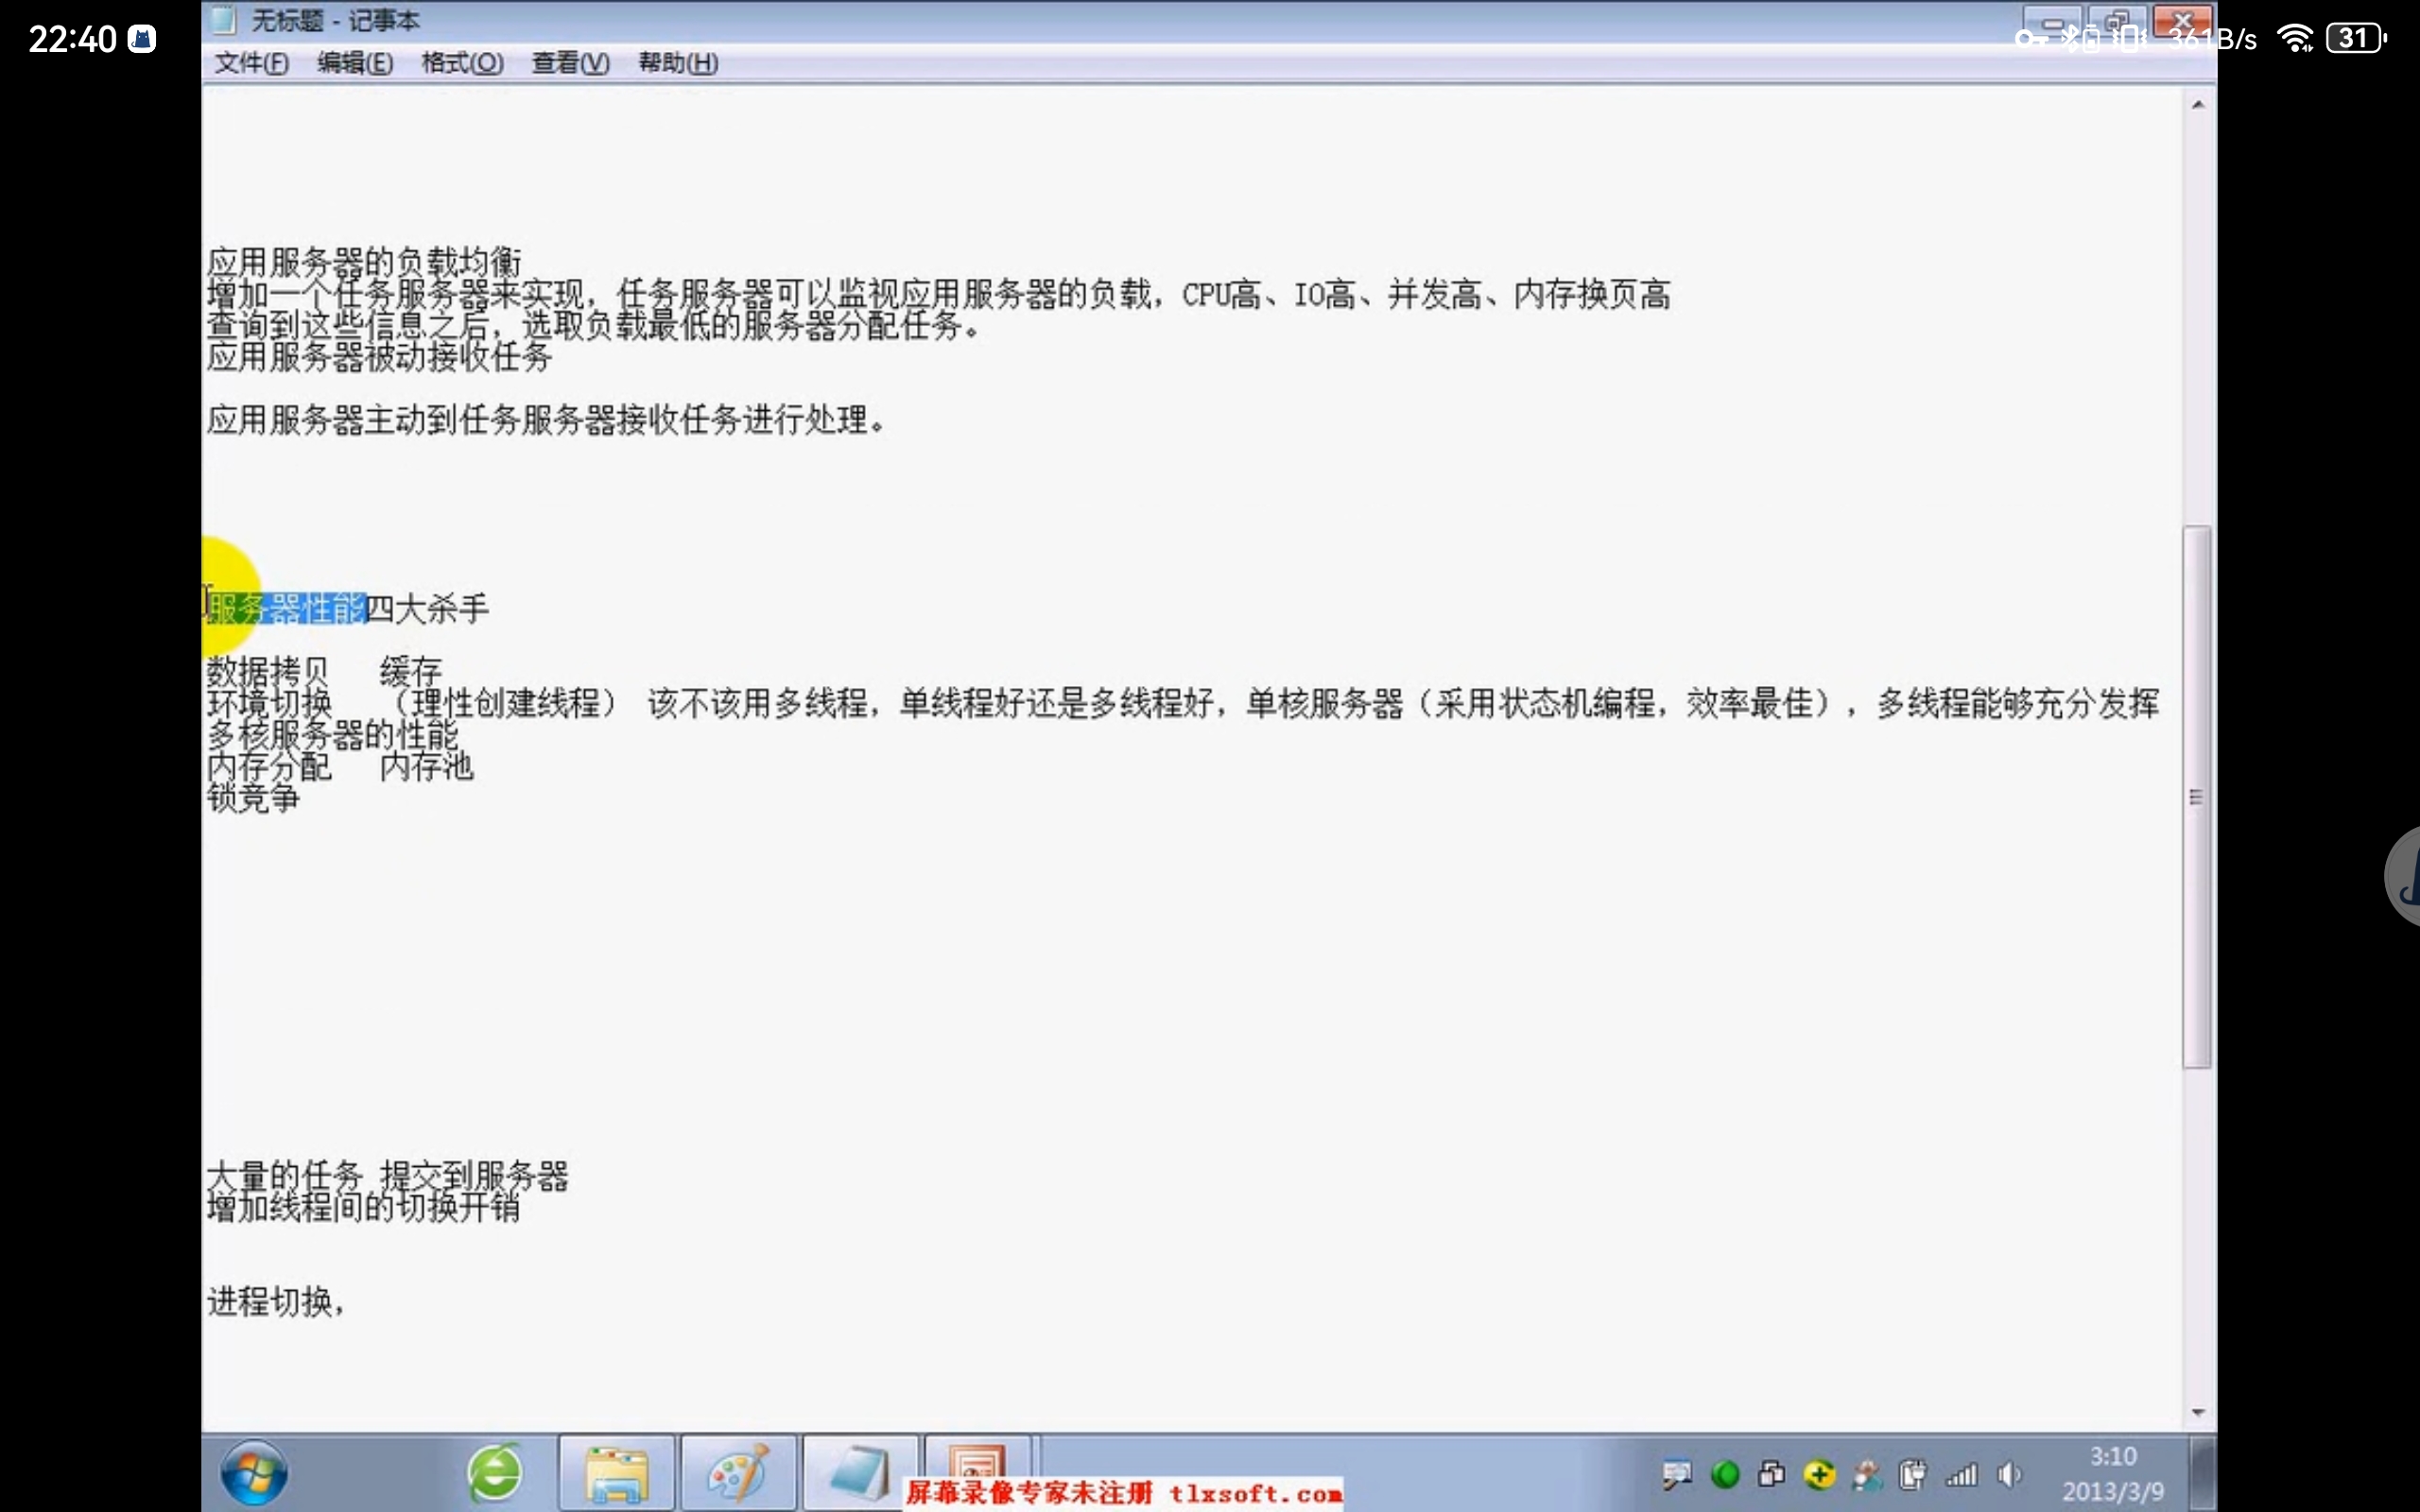 22:40
无标题 - 记事本
361B/s
31
文件(F) 编辑(E) 格式(O) 查看(V) 帮助(H)
应用服务器的负载均衡
增加一个任务服务器来实现，任务服务器可以监视应用服务器的负载，CPU高、IO高、并发高、内存换页高
查询到这些信息之后，选取负载最低的服务器分配任务。
应用服务器被动接收任务
应用服务器主动到任务服务器接收任务进行处理。
服务器性能四大杀手
数据拷贝 缓存
环境切换 （理性创建线程） 该不该用多线程，单线程好还是多线程好，单核服务器（采用状态机编程，效率最佳），多线程能够充分发挥
多核服务器的性能
内存分配 内存池
锁竞争
大量的任务 提交到服务器
增加线程间的切换开销
进程切换，
屏幕录像专家未注册 tlxsoft.com
3:10
2013/3/9